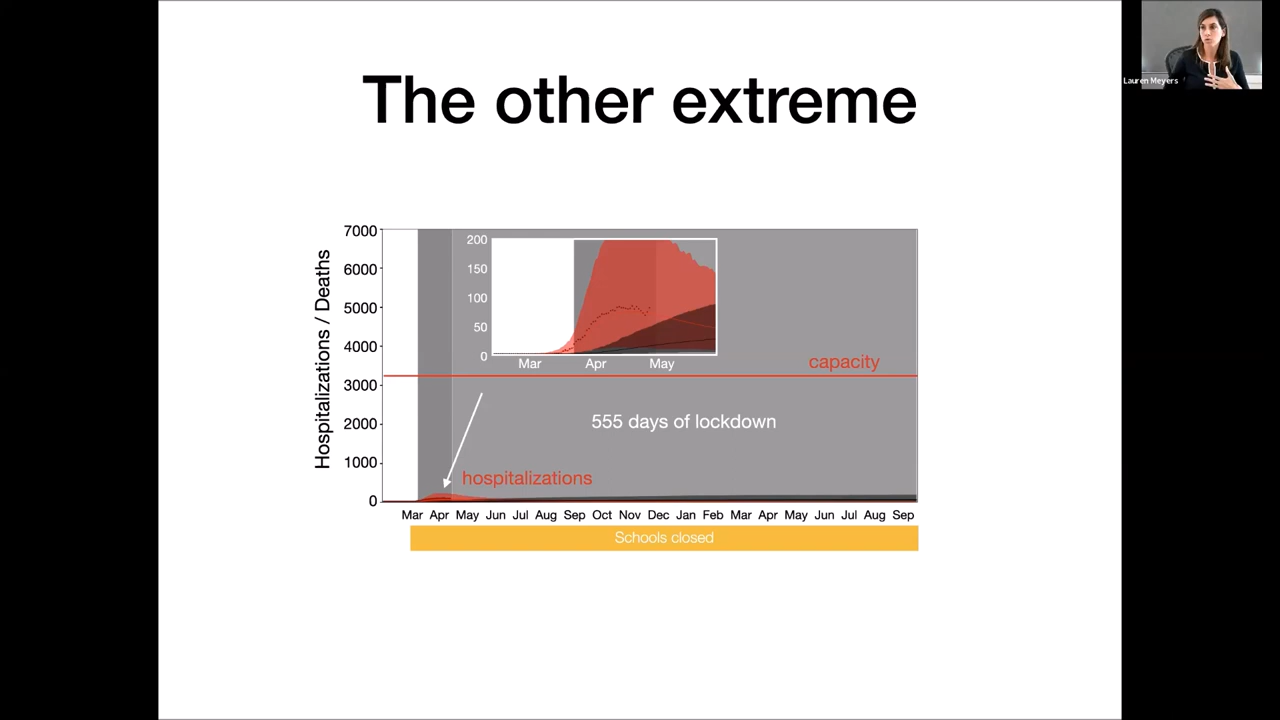 The other extreme
Lauren Meyers
Hospitalizations / Deaths
7000
6000
5000
4000
3000
2000
1000
0
200
150
100
50
0
Mar Apr May
capacity
555 days of lockdown
hospitalizations
Mar Apr May Jun Jul Aug Sep Oct Nov Dec Jan Feb Mar Apr May Jun Jul Aug Sep
Schools closed